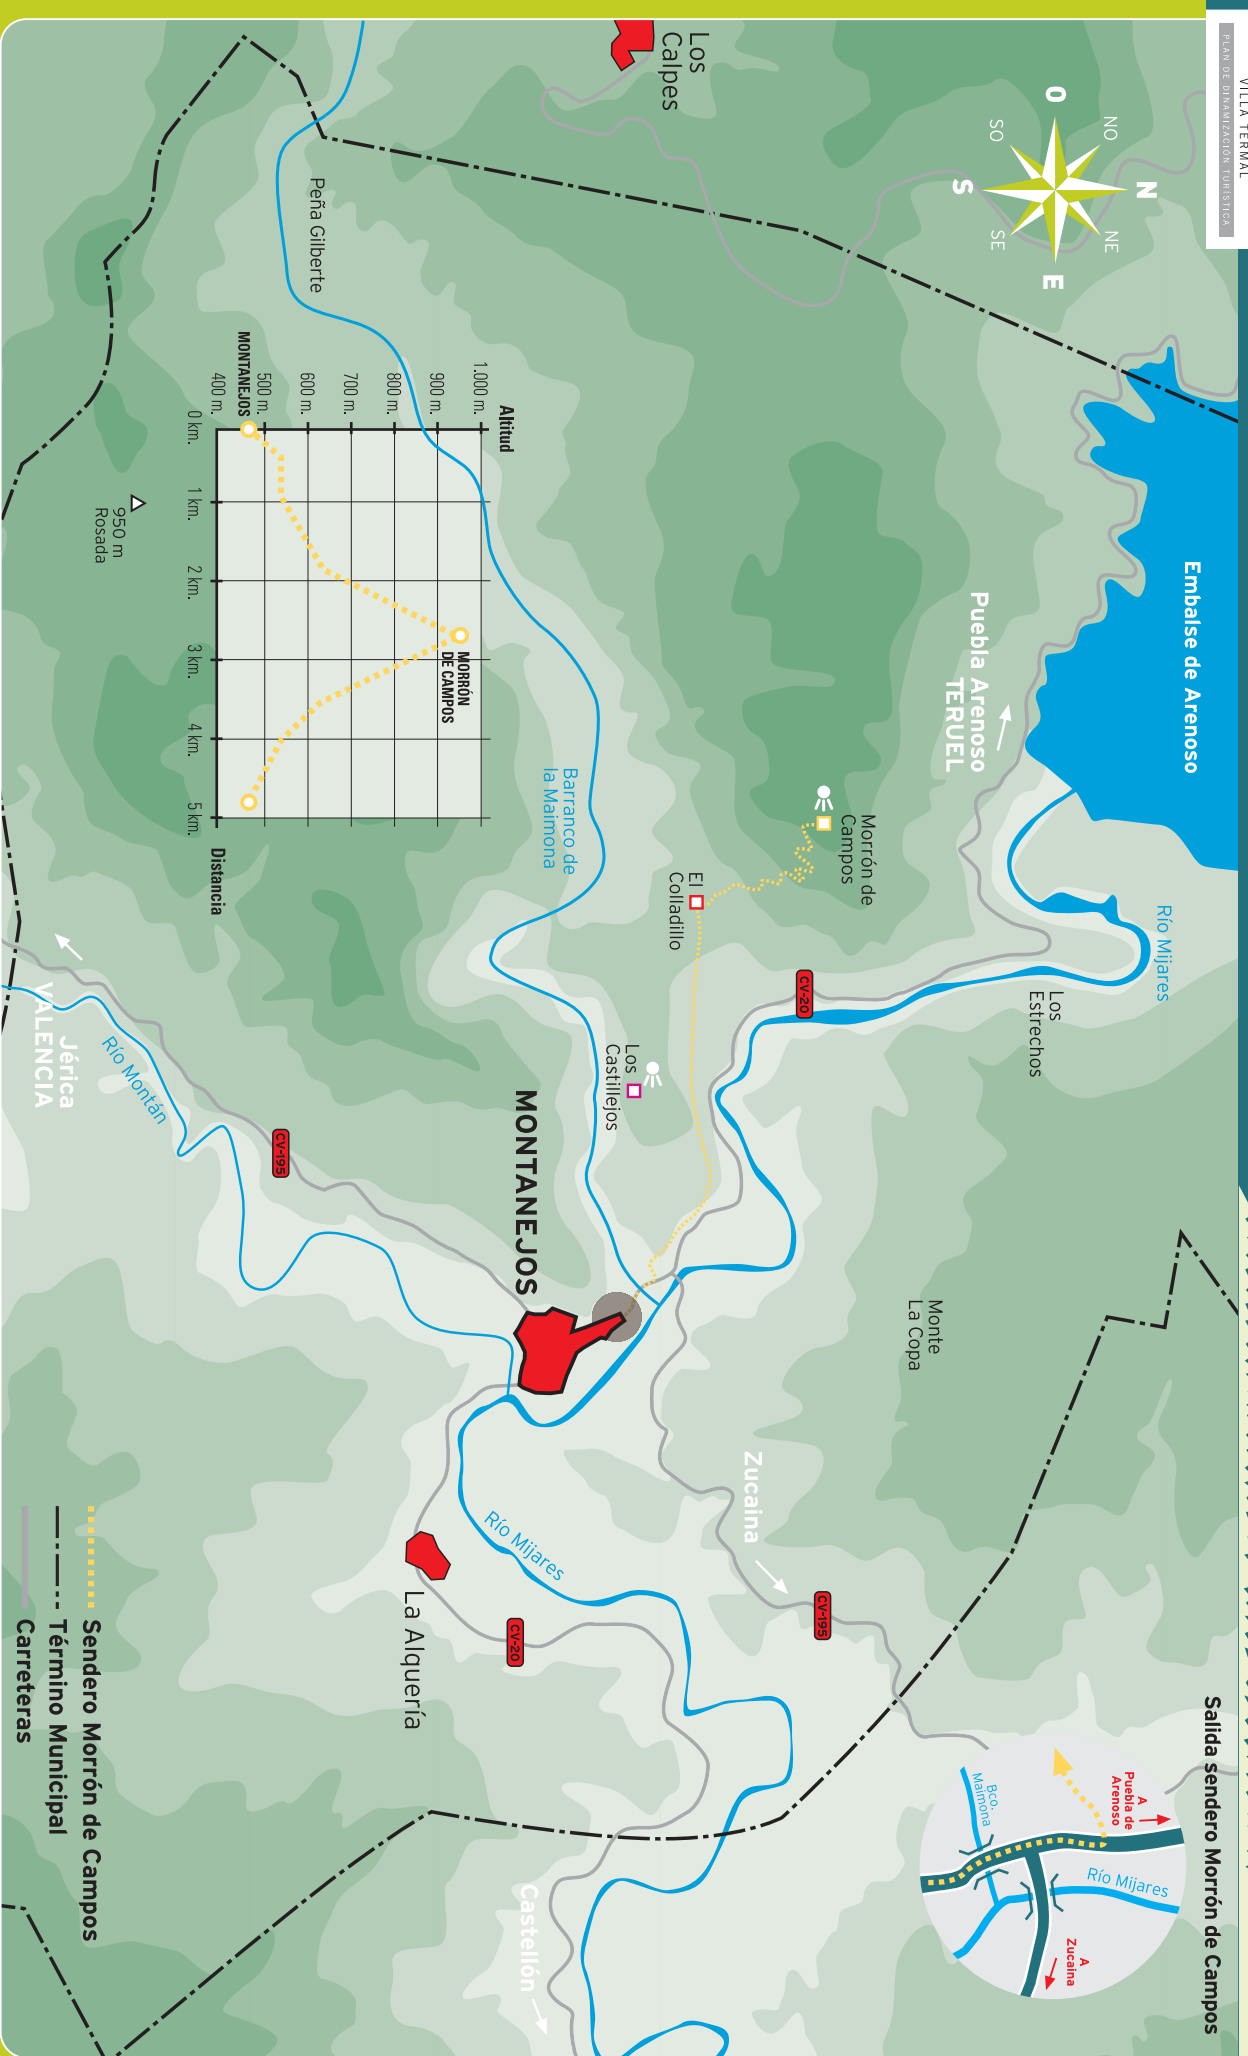 VILLA TERMAL
PLAN DE DINAMIZACIÓN TURÍSTICA
N
NO
NE
O
E
SO
SE
S
Los
Calpes
Peña Gilberte
Embalse de Arenoso
Puebla Arenoso
TERUEL
Río Mijares
Los
Estrechos
Morrón de
Campos
El
Colladillo
CV-20
Barranco de
la Maimona
Los
Castillejos
MONTANEJOS
Altitud
1.000 m.
900 m.
800 m.
700 m.
600 m.
500 m.
MONTANEJOS
400 m.
0 km.
1 km.
2 km.
3 km.
4 km.
5 km.
Distancia
MORRÓN
DE CAMPOS
950 m
Rosada
Jérica
VALENCIA
Río Montán
CV-195
Monte
La Copa
Zucaina
CV-195
Río Mijares
La Alquería
CV-20
Castellón
Salida sendero Morrón de Campos
A
Puebla de
Arenoso
Bco.
Maimona
Río Mijares
A
Zucaina
Sendero Morrón de Campos
Término Municipal
Carreteras